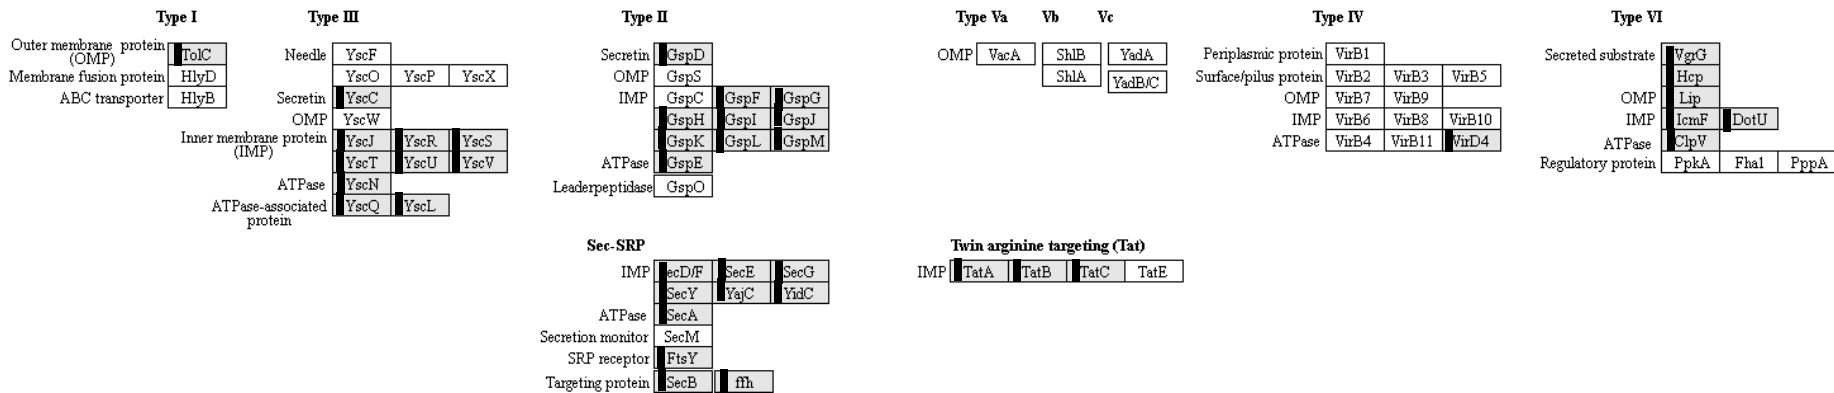 Type I
Outer membrane protein
(OMP)
TolC
Membrane fusion protein HlyD
ABC transporter HlyB
Type III
Needle YscF
YscO YscP YscX
Secretin YscC
OMP YscW
Inner membrane protein
(IMP)
YscJ YscR YscS
YscT YscU YscV
ATPase YscN
ATPase-associated
protein
YscQ YscL
Type II
Secretin GspD
OMP GspS
IMP GspC GspF GspG
GspH GspI GspJ
GspK GspL GspM
ATPase GspE
Leaderpeptidase GspO
Type Va Vb Vc
OMP VacA ShlB YadA
ShlA YadB/C
Type IV
Periplasmic protein VirB1
Surface/pilus protein VirB2 VirB3 VirB5
OMP VirB7 VirB9
IMP VirB6 VirB8 VirB10
ATPase VirB4 VirB11 VirD4
Type VI
Secreted substrate VgrG
Hcp
OMP Lip
IMP IcmF DotU
ATPase ClpV
Regulatory protein PpkA Fha1 PppA
Sec-SRP
IMP ecD/F SecE SecG
SecY YajC YidC
ATPase SecA
Secretion monitor SecM
SRP receptor FtsY
Targeting protein SecB ffh
Twin arginine targeting (Tat)
IMP TatA TatB TatC TatE